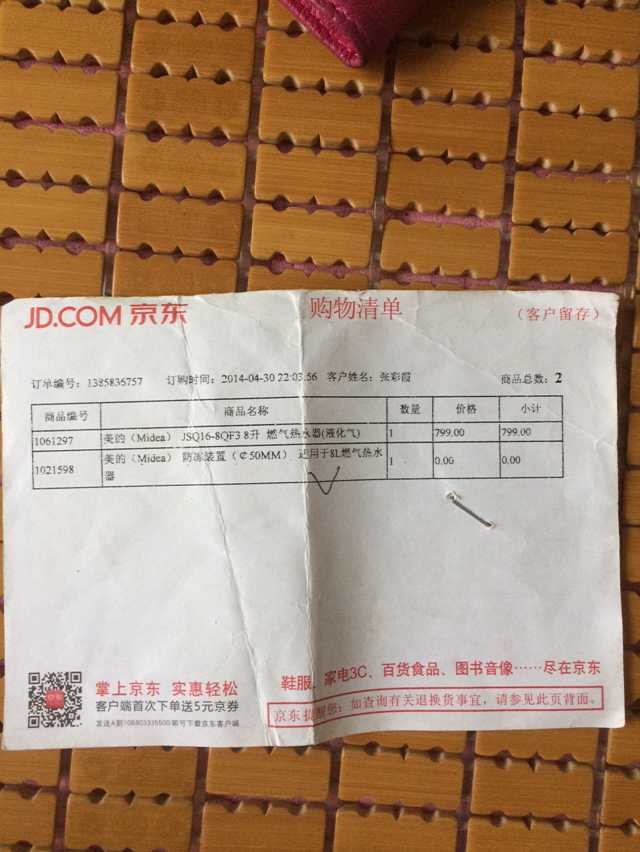 JD.COM 京东 购物清单 (客户留存)
订单编号：1385836757 订购时间：2014-04-30 22:03:56 客户姓名：张彩霞 商品总数：2
商品编号 商品名称 数量 价格 小计
1061297 美的（Midea） JSQ16-8QF3 8升 燃气热水器(液化气) 1 799.00 799.00
1021598 美的（Midea） 防冻装置（￠50MM） 适用于8L燃气热水器 1 0.00 0.00
鞋服、家电3C、百货食品、图书音像……尽在京东
掌上京东 实惠轻松
客户端首次下单送5元京券
京东提醒您：如查询有关退换货事宜，请参见此页背面。